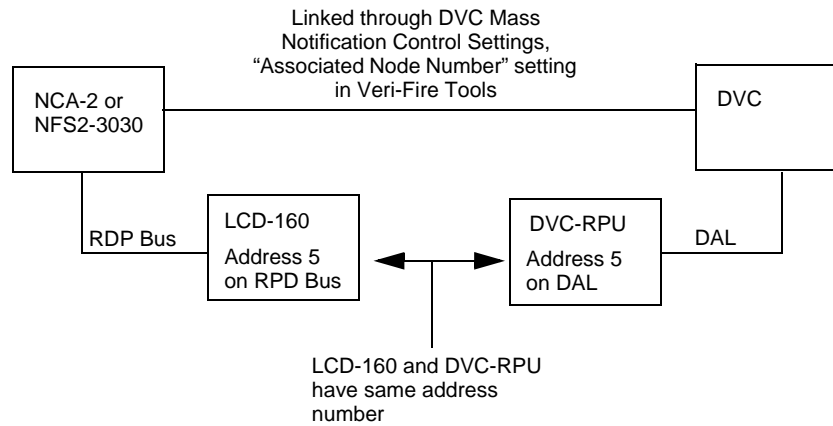 Linked through DVC Mass
Notification Control Settings,
“Associated Node Number” setting
in Veri-Fire Tools
NCA-2 or
NFS2-3030
DVC
RDP Bus
LCD-160
Address 5
on RPD Bus
DVC-RPU
Address 5
on DAL
DAL
LCD-160 and DVC-RPU
have same address
number